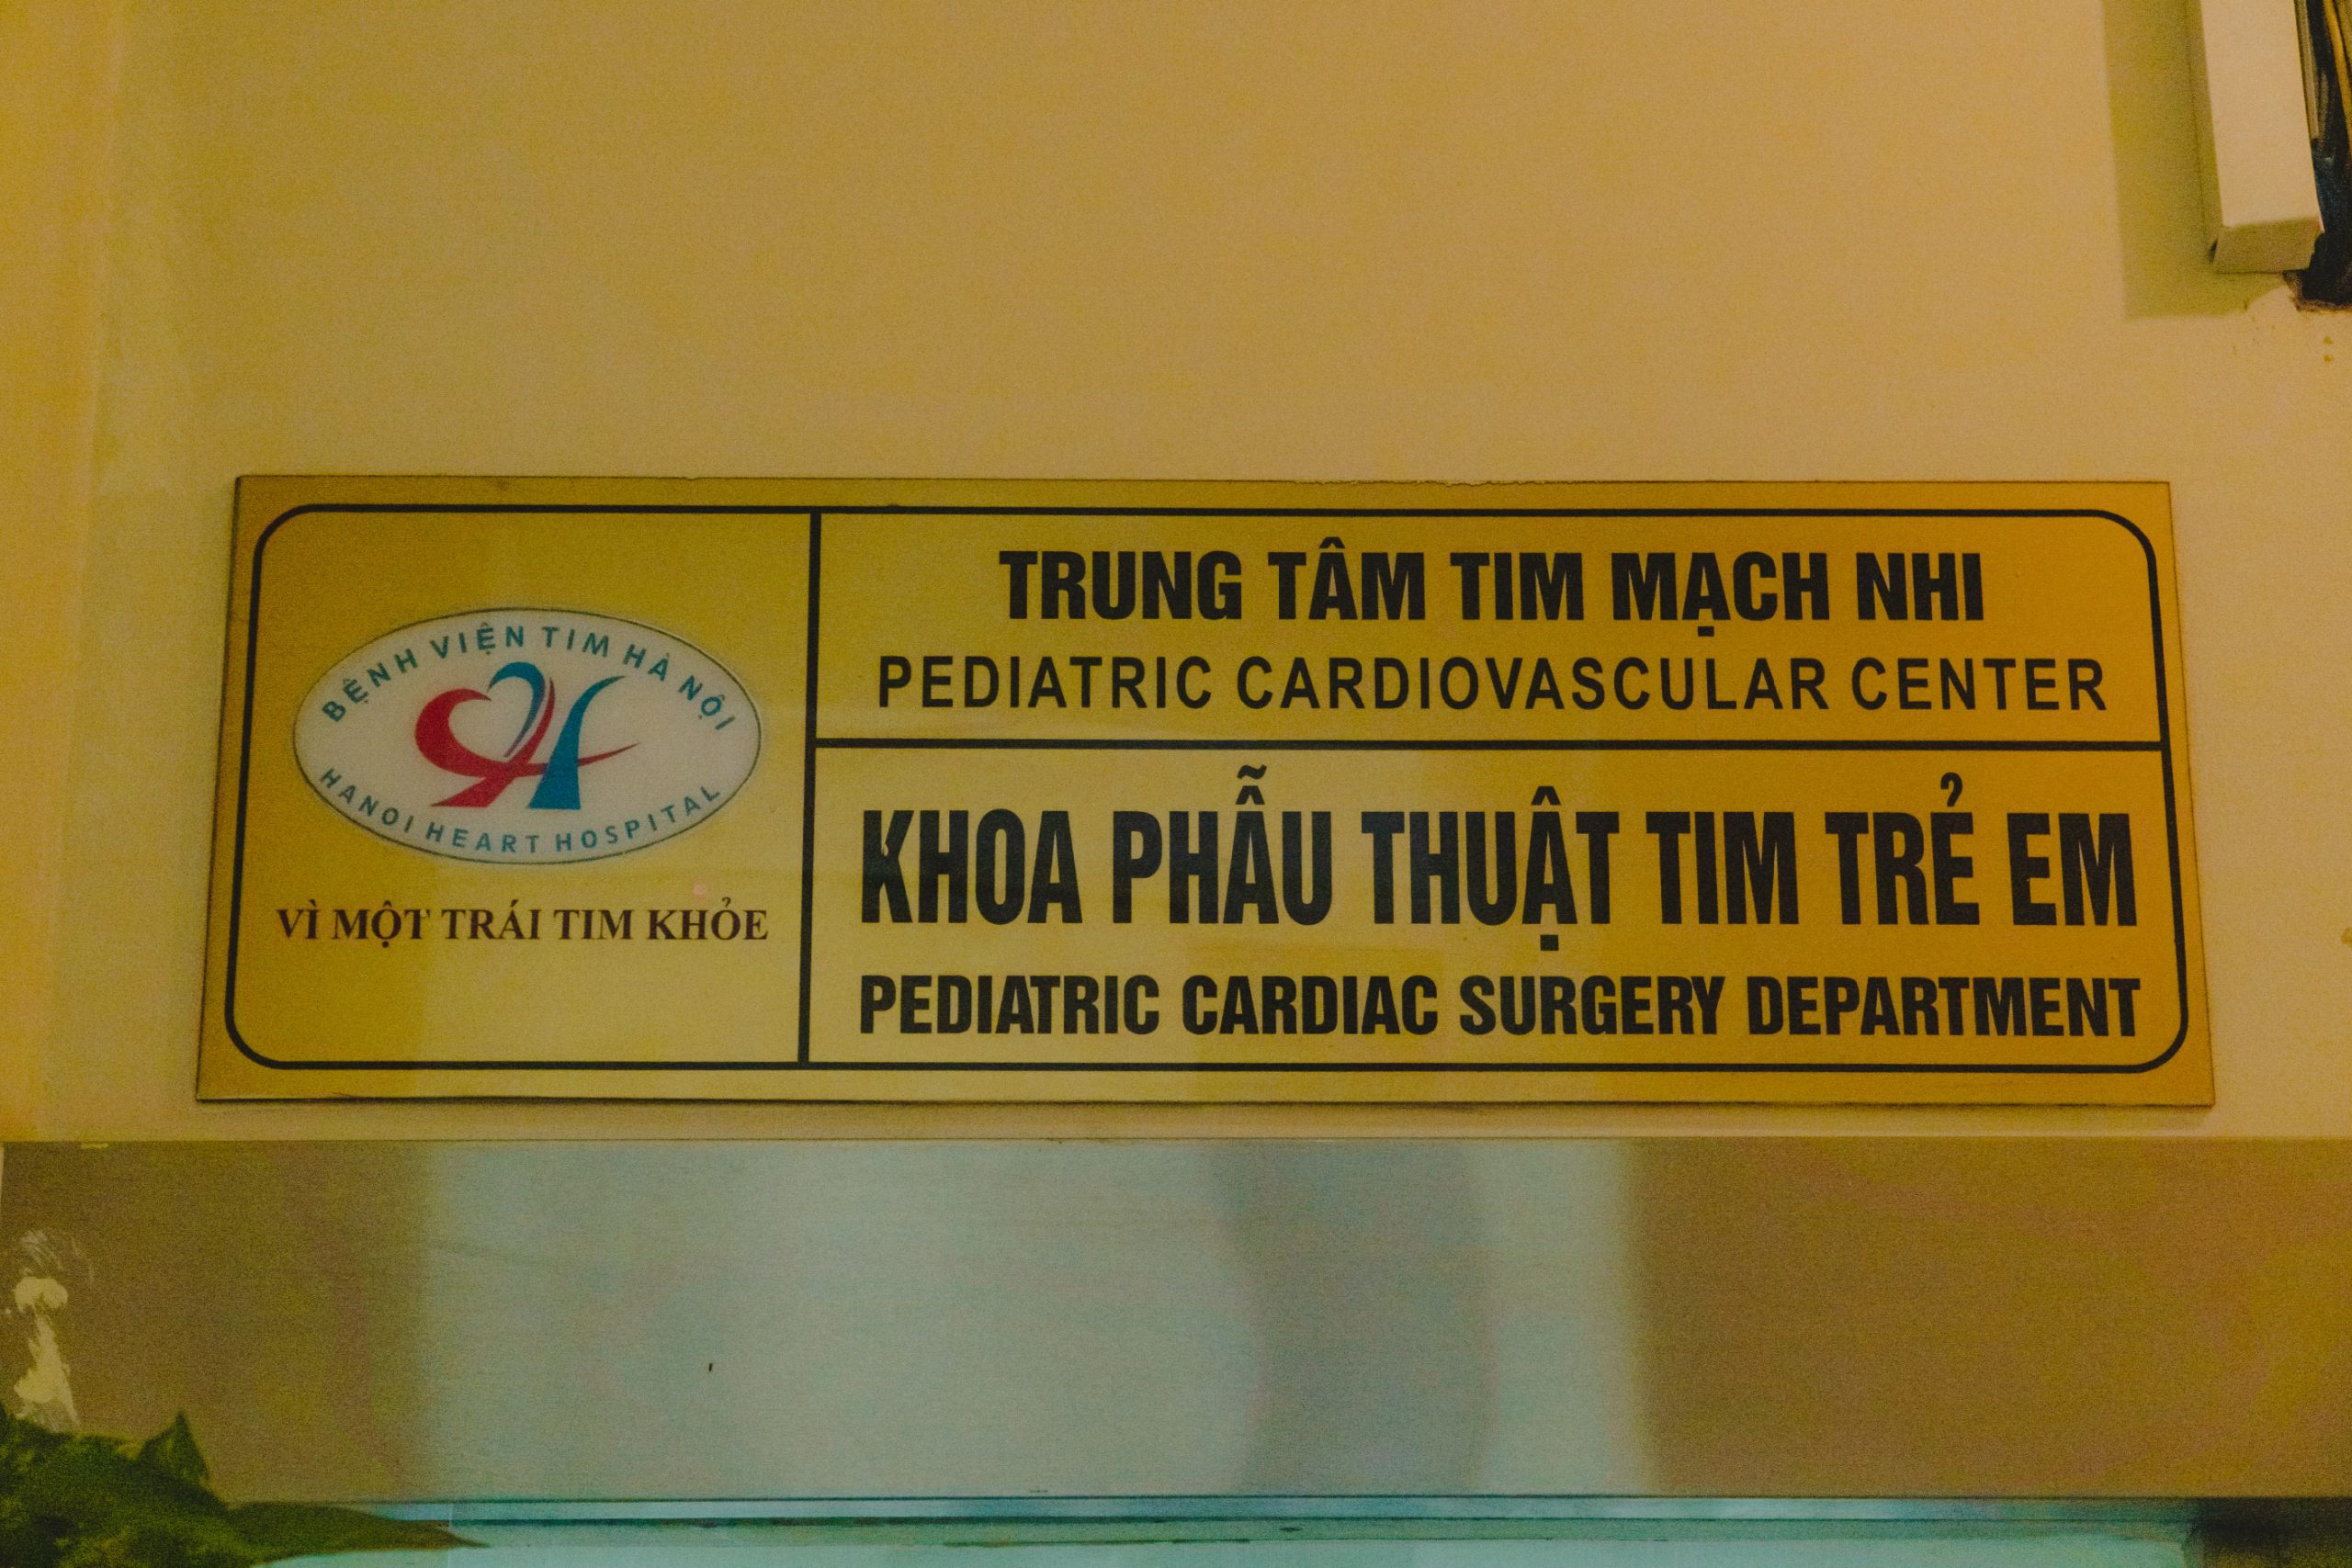 BỆNH VIỆN TIM HÀ NỘI
HANOI HEART HOSPITAL
VÌ MỘT TRÁI TIM KHỎE
TRUNG TÂM TIM MẠCH NHI
PEDIATRIC CARDIOVASCULAR CENTER
KHOA PHẪU THUẬT TIM TRẺ EM
PEDIATRIC CARDIAC SURGERY DEPARTMENT